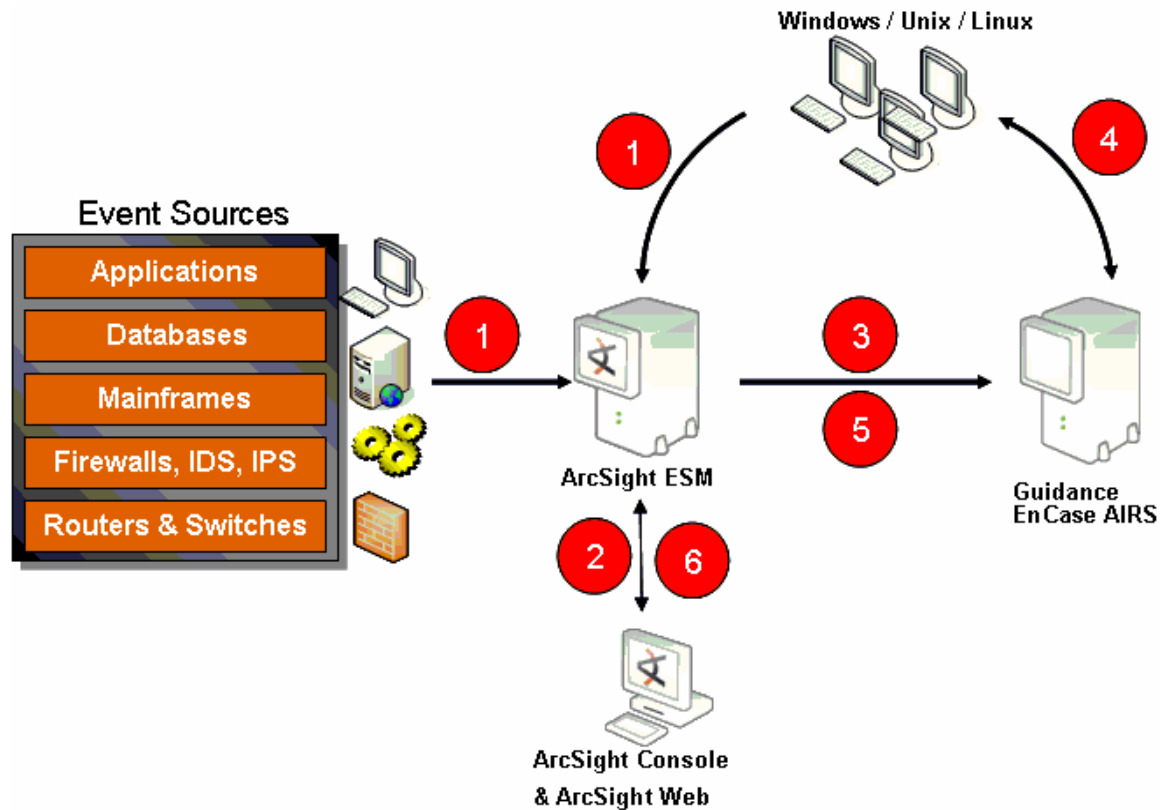 Windows / Unix / Linux
1
4
Event Sources
Applications
Databases
Mainframes
Firewalls, IDS, IPS
Routers & Switches
1
3
5
ArcSight ESM
Guidance
EnCase AIRS
2
6
ArcSight Console
& ArcSight Web